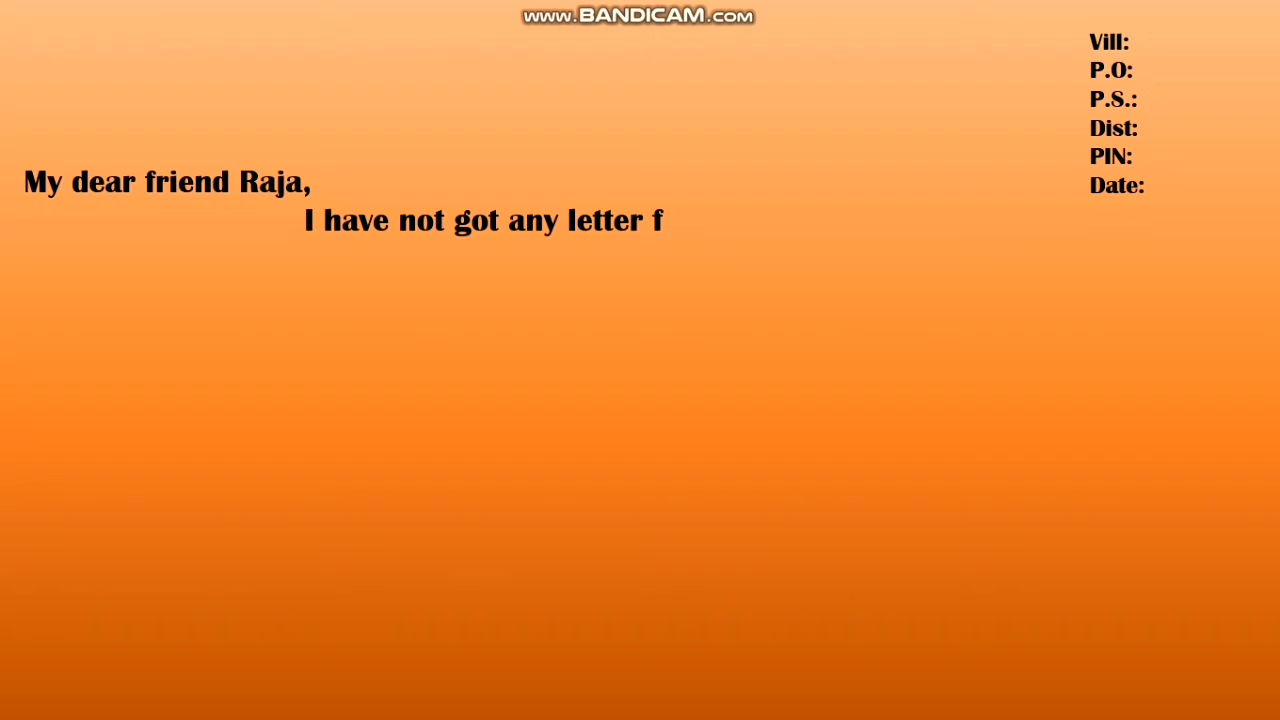 www.BANDICAM.com
Vill:
P.O:
P.S.:
Dist:
PIN:
Date:
My dear friend Raja,
I have not got any letter f